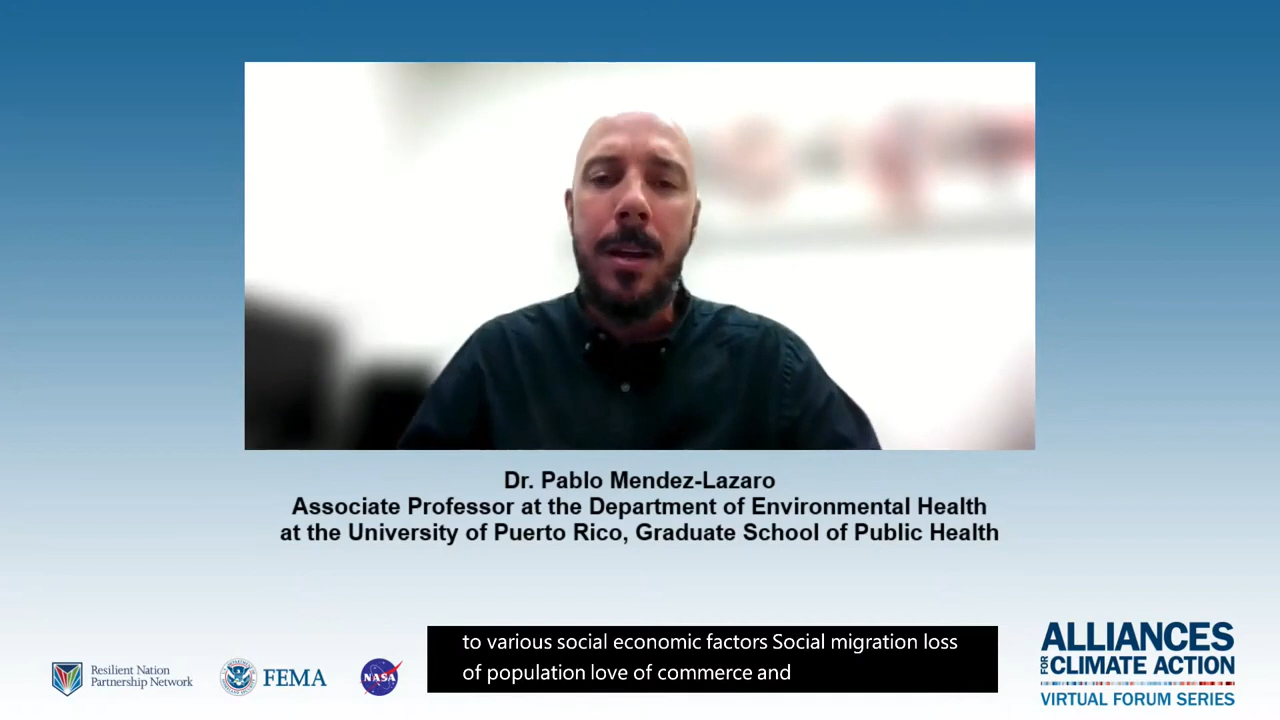 Dr. Pablo Mendez-Lazaro
Associate Professor at the Department of Environmental Health
at the University of Puerto Rico, Graduate School of Public Health
to various social economic factors Social migration loss
of population love of commerce and
Resilient Nation
Partnership Network
FEMA
NASA
ALLIANCES
FOR CLIMATE ACTION
VIRTUAL FORUM SERIES